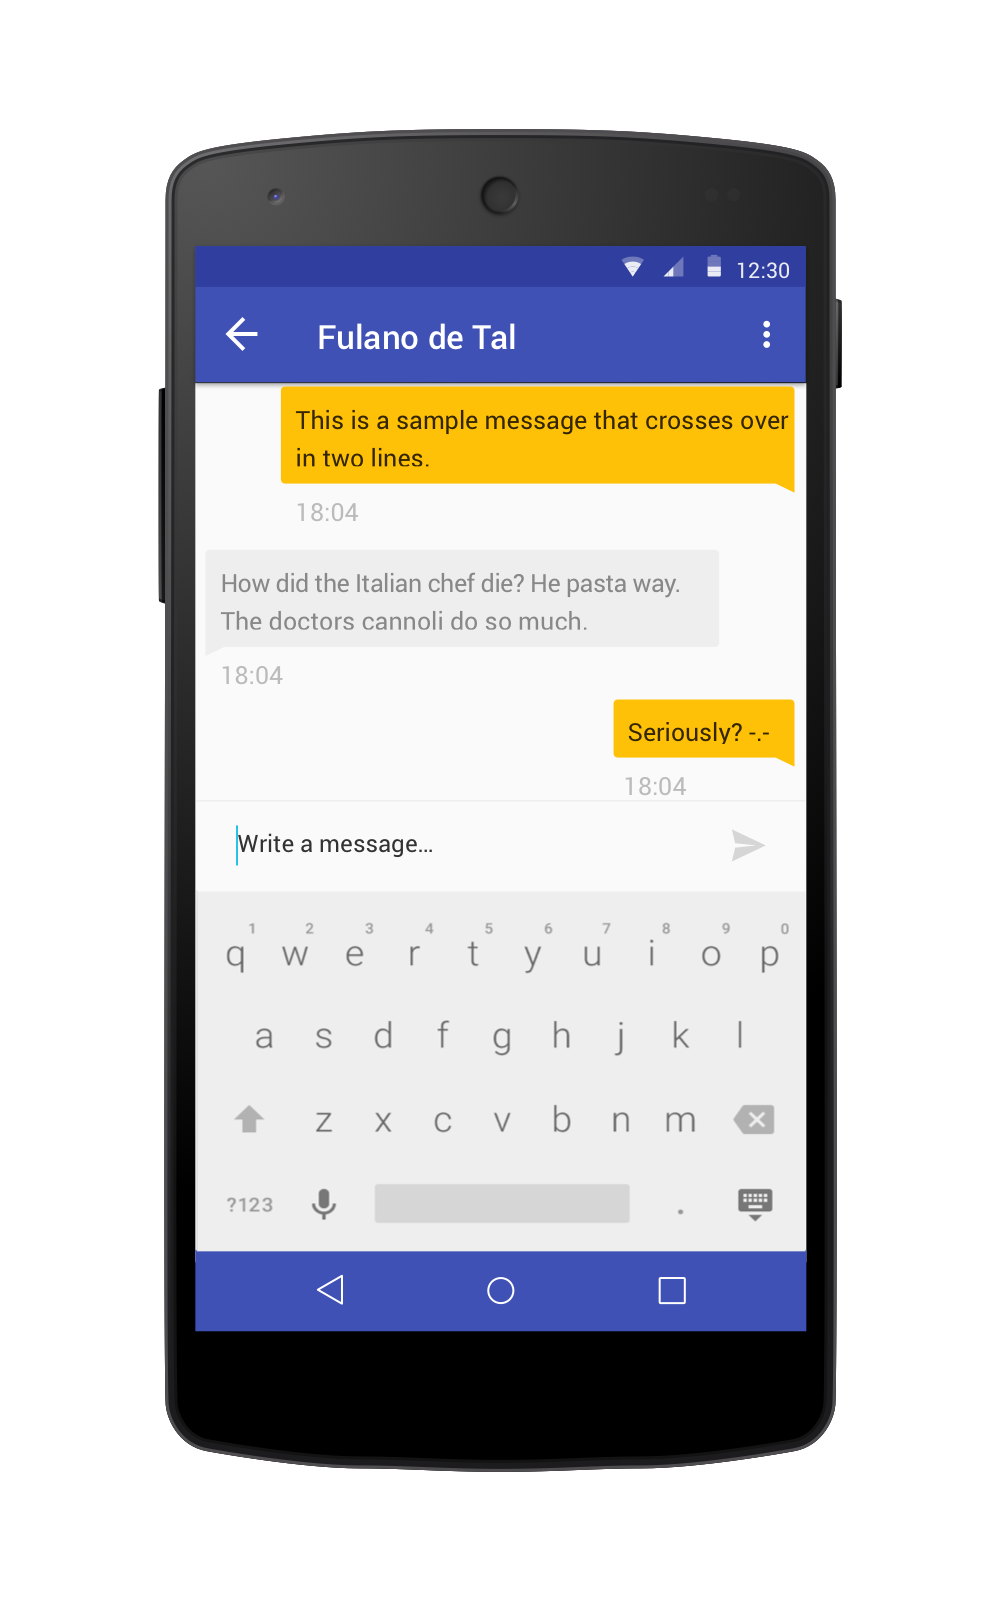 12:30
Fulano de Tal
This is a sample message that crosses over
in two lines.
18:04
How did the Italian chef die? He pasta way.
The doctors cannoli do so much.
18:04
Seriously? -.-
18:04
Write a message...
1 2 3 4 5 6 7 8 9 0
q w e r t y u i o p
a s d f g h j k l
z x c v b n m
?123 .